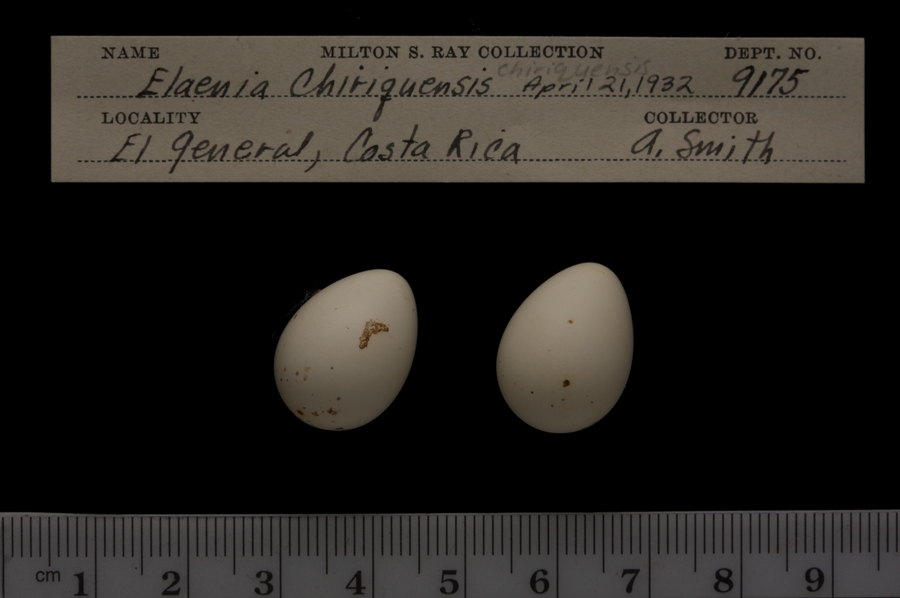 NAME MILTON S. RAY COLLECTION DEPT. NO.
chiriquensis
Elaenia Chiriquensis April 21, 1932 9175
LOCALITY COLLECTOR
El General, Costa Rica A. Smith
cm 1 2 3 4 5 6 7 8 9